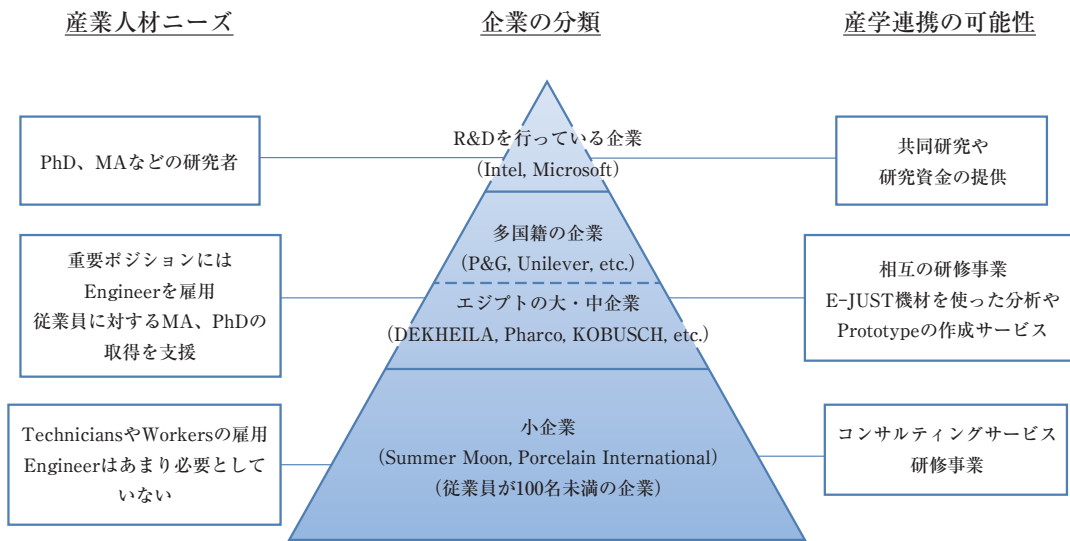 産業人材ニーズ
企業の分類
産学連携の可能性
PhD、MAなどの研究者
R&Dを行っている企業
(Intel, Microsoft)
共同研究や
研究資金の提供
重要ポジションには
Engineerを雇用
従業員に対するMA、PhDの
取得を支援
多国籍の企業
(P&G, Unilever, etc.)
エジプトの大・中企業
(DEKHEILA, Pharco, KOBUSCH, etc.)
相互の研修事業
E-JUST機材を使った分析や
Prototypeの作成サービス
TechniciansやWorkersの雇用
Engineerはあまり必要として
いない
小企業
(Summer Moon, Porcelain International)
(従業員が100名未満の企業)
コンサルティングサービス
研修事業